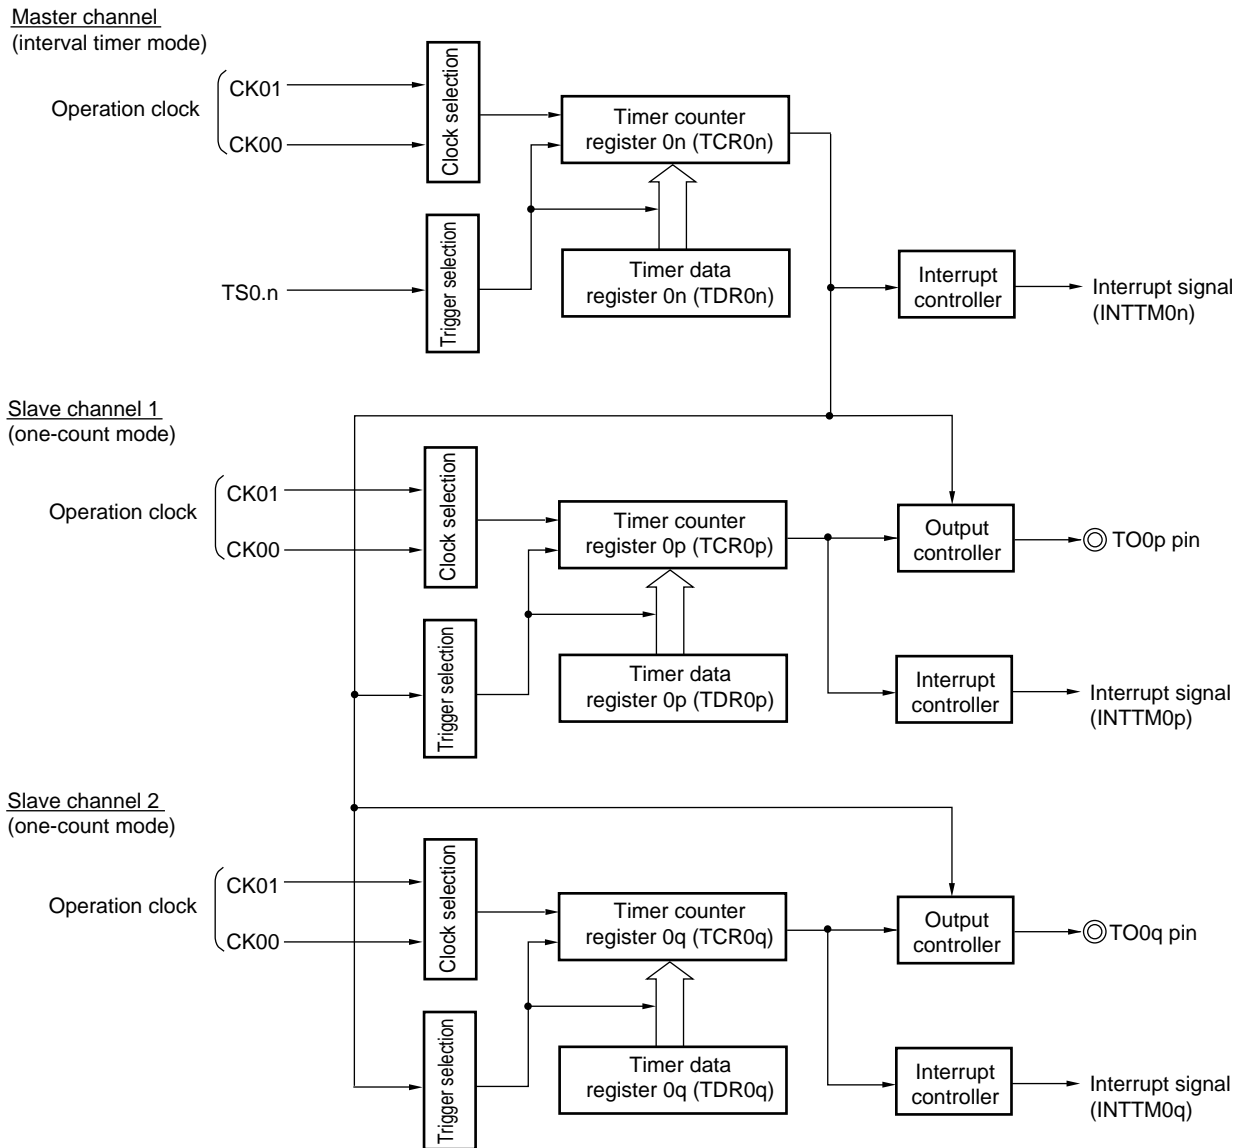 Master channel
(interval timer mode)
Operation clock
CK01
CK00
Clock selection
Timer counter
register 0n (TCR0n)
TS0.n
Trigger selection
Timer data
register 0n (TDR0n)
Interrupt
controller
Interrupt signal
(INTTM0n)
Slave channel 1
(one-count mode)
Operation clock
CK01
CK00
Clock selection
Timer counter
register 0p (TCR0p)
Output
controller
TO0p pin
Trigger selection
Timer data
register 0p (TDR0p)
Interrupt
controller
Interrupt signal
(INTTM0p)
Slave channel 2
(one-count mode)
Operation clock
CK01
CK00
Clock selection
Timer counter
register 0q (TCR0q)
Output
controller
TO0q pin
Trigger selection
Timer data
register 0q (TDR0q)
Interrupt
controller
Interrupt signal
(INTTM0q)